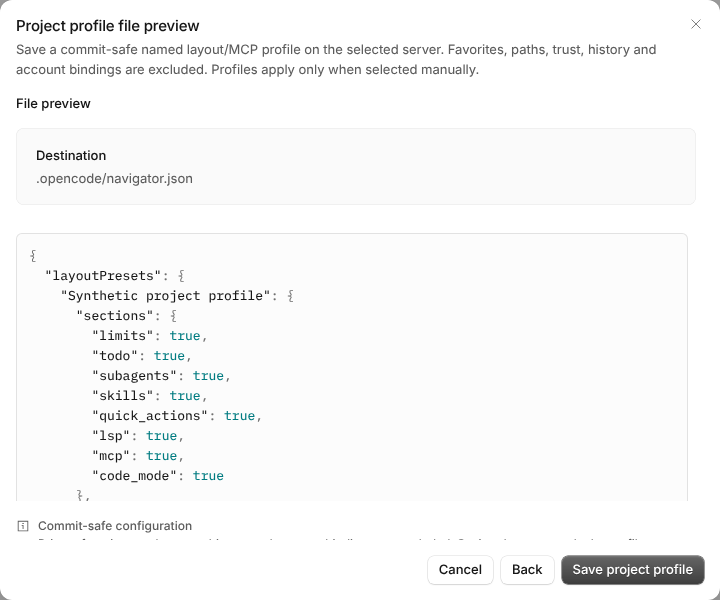 Project profile file preview
Save a commit-safe named layout/MCP profile on the selected server. Favorites, paths, trust, history and
account bindings are excluded. Profiles apply only when selected manually.
File preview
Destination
.opencode/navigator.json
{
"layoutPresets": {
"Synthetic project profile": {
"sections": {
"limits": true,
"todo": true,
"subagents": true,
"skills": true,
"quick_actions": true,
"lsp": true,
"mcp": true,
"code_mode": true
},
Commit-safe configuration
Cancel
Back
Save project profile